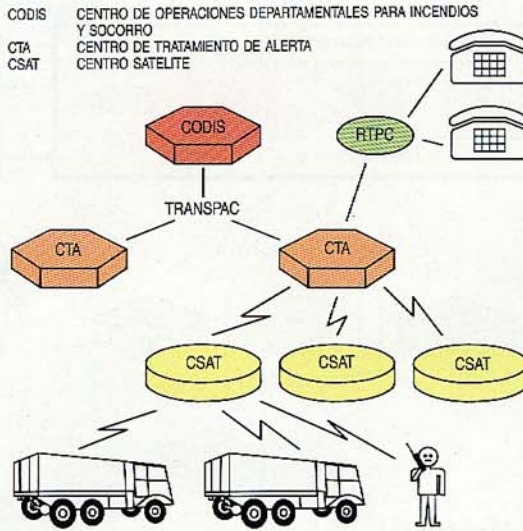 CODIS CENTRO DE OPERACIONES DEPARTAMENTALES PARA INCENDIOS
Y SOCORRO
CTA CENTRO DE TRATAMIENTO DE ALERTA
CSAT CENTRO SATELITE
CODIS
RTPC
TRANSPAC
CTA
CTA
CSAT
CSAT
CSAT